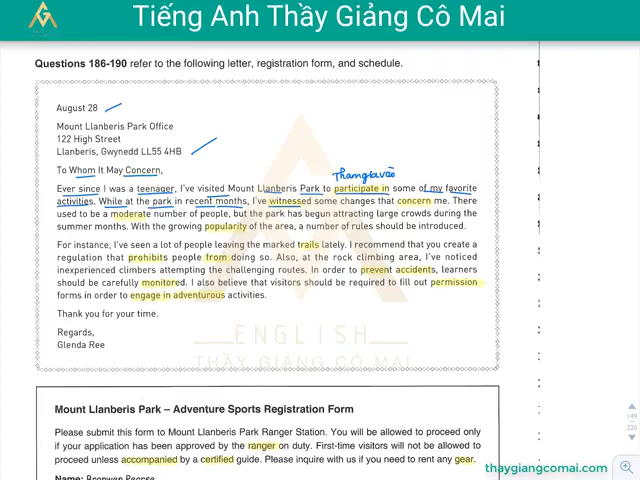 Tiếng Anh Thầy Giảng Cô Mai
Questions 186-190 refer to the following letter, registration form, and schedule.
August 28
Mount Llanberis Park Office
122 High Street
Llanberis, Gwynedd LL55 4HB
To Whom It May Concern,
Thamgia vào
Ever since I was a teenager, I've visited Mount Llanberis Park to participate in some of my favorite
activities. While at the park in recent months, I've witnessed some changes that concern me. There
used to be a moderate number of people, but the park has begun attracting large crowds during the
summer months. With the growing popularity of the area, a number of rules should be introduced.
For instance, I've seen a lot of people leaving the marked trails lately. I recommend that you create a
regulation that prohibits people from doing so. Also, at the rock climbing area, I've noticed
inexperienced climbers attempting the challenging routes. In order to prevent accidents, learners
should be carefully monitored. I also believe that visitors should be required to fill out permission
forms in order to engage in adventurous activities.
Thank you for your time.
Regards,
Glenda Ree
ENGLISH
THẦY GIẢNG CÔ MAI
Mount Llanberis Park – Adventure Sports Registration Form
Please submit this form to Mount Llanberis Park Ranger Station. You will be allowed to proceed only
if your application has been approved by the ranger on duty. First-time visitors will not be allowed to
proceed unless accompanied by a certified guide. Please inquire with us if you need to rent any gear.
Name: Bronwen Pearse
149
220
thaygiangcomai.com